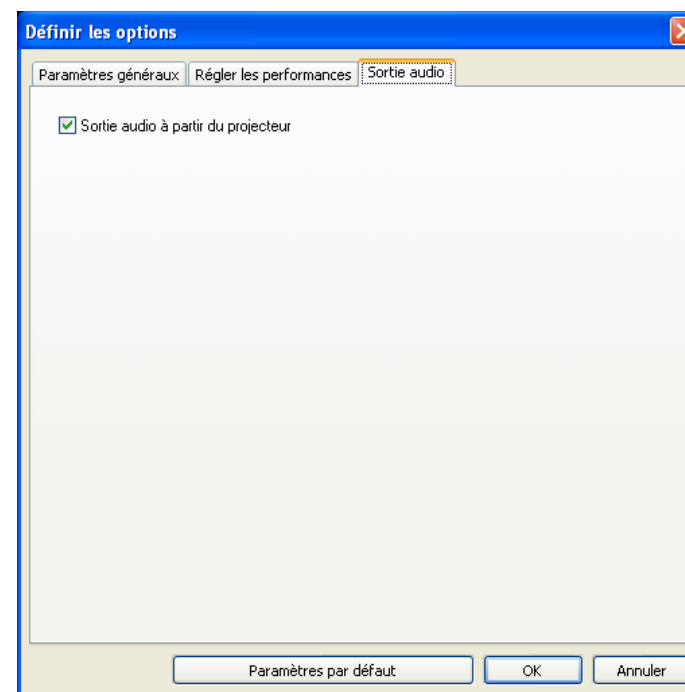 Définir les options
Paramètres généraux Régler les performances Sortie audio
Sortie audio à partir du projecteur
Paramètres par défaut OK Annuler